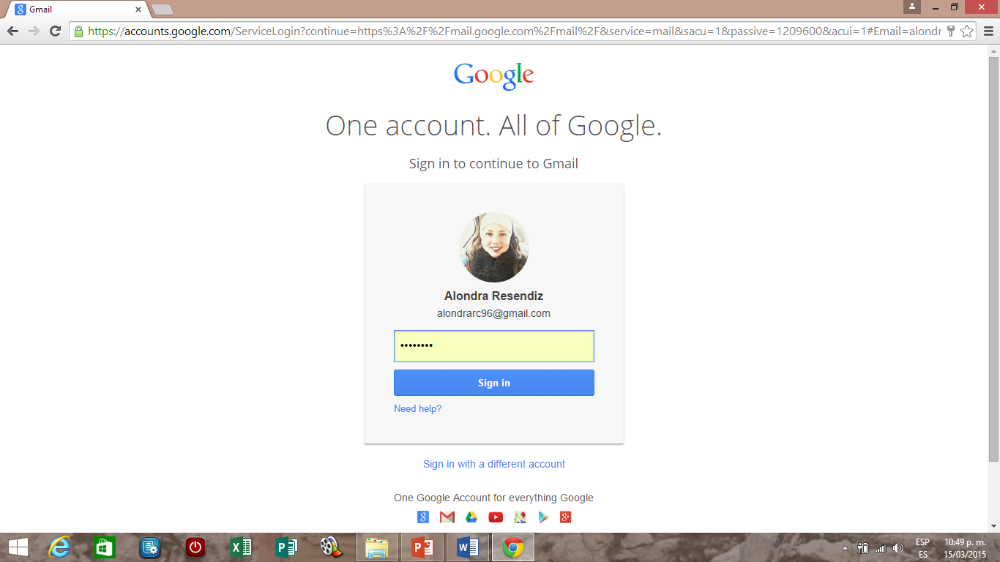 Gmail
https://accounts.google.com/ServiceLogin?continue=https%3A%2F%2Fmail.google.com%2Fmail%2F&service=mail&sacu=1&passive=1209600&acui=1#Email=alondr
Google
One account. All of Google.
Sign in to continue to Gmail
Alondra Resendiz
alondrarc96@gmail.com
••••••••
Sign in
Need help?
Sign in with a different account
One Google Account for everything Google
ESP
ES
10:49 p. m.
15/03/2015